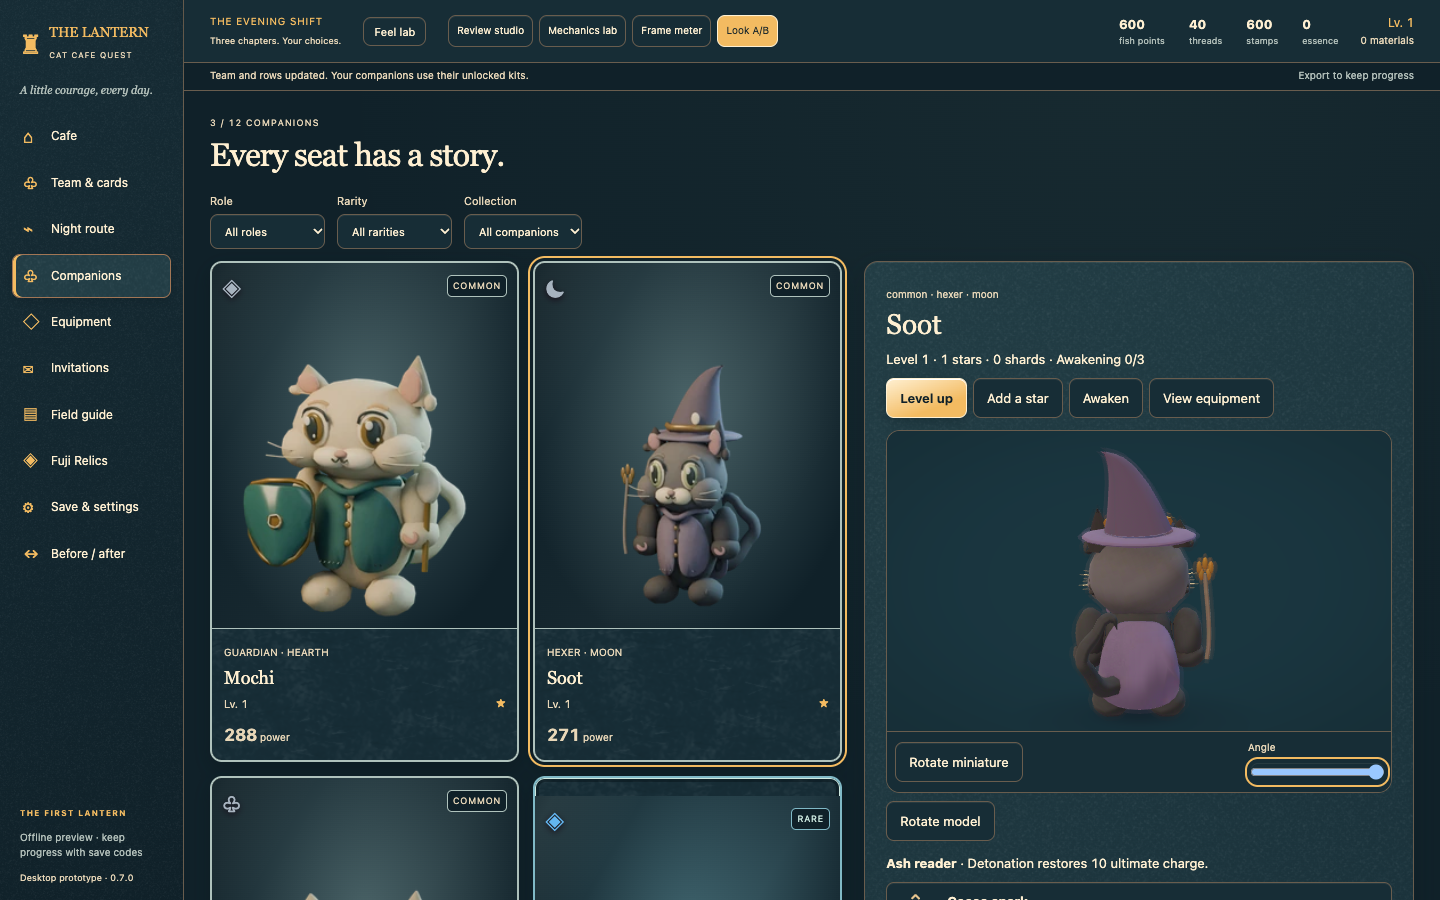 THE LANTERN
CAT CAFE QUEST
A little courage, every day.
Cafe
Team & cards
Night route
Companions
Equipment
Invitations
Field guide
Fuji Relics
Save & settings
Before / after
THE FIRST LANTERN
Offline preview · keep
progress with save codes
Desktop prototype · 0.7.0
THE EVENING SHIFT
Three chapters. Your choices.
Feel lab
Review studio
Mechanics lab
Frame meter
Look A/B
600
fish points
40
threads
600
stamps
0
essence
Lv. 1
0 materials
Team and rows updated. Your companions use their unlocked kits.
Export to keep progress
3 / 12 COMPANIONS
Every seat has a story.
Role
Rarity
Collection
All roles
All rarities
All companions
COMMON
GUARDIAN · HEARTH
Mochi
Lv. 1
288 power
COMMON
HEXER · MOON
Soot
Lv. 1
271 power
COMMON
RARE
common · hexer · moon
Soot
Level 1 · 1 stars · 0 shards · Awakening 0/3
Level up
Add a star
Awaken
View equipment
Rotate miniature
Angle
Rotate model
Ash reader · Detonation restores 10 ultimate charge.